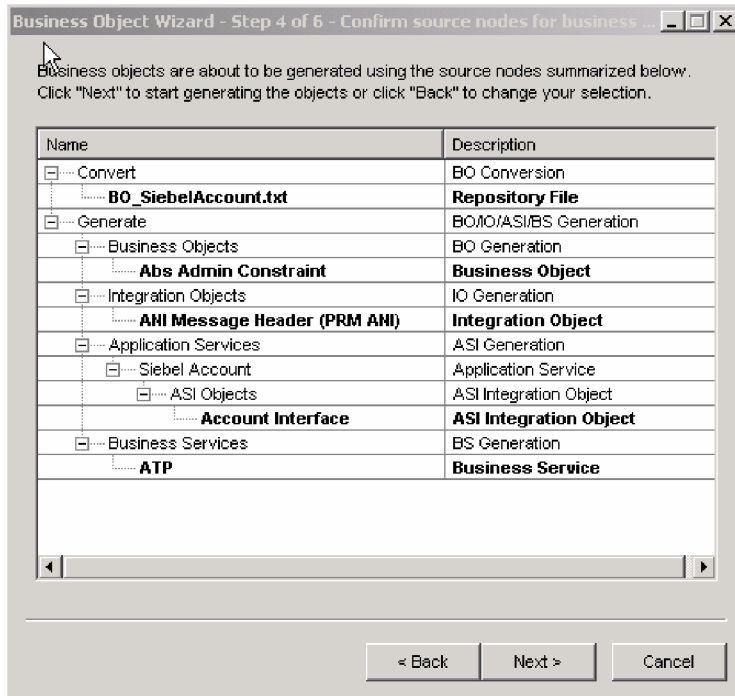 Business Object Wizard - Step 4 of 6 - Confirm source nodes for business ...
Business objects are about to be generated using the source nodes summarized below.
Click "Next" to start generating the objects or click "Back" to change your selection.
Name Description
Convert BO Conversion
BO_SiebelAccount.txt Repository File
Generate BO/IO/ASI/BS Generation
Business Objects BO Generation
Abs Admin Constraint Business Object
Integration Objects IO Generation
ANI Message Header (PRM ANI) Integration Object
Application Services ASI Generation
Siebel Account Application Service
ASI Objects ASI Integration Object
Account Interface ASI Integration Object
Business Services BS Generation
ATP Business Service
< Back Next > Cancel